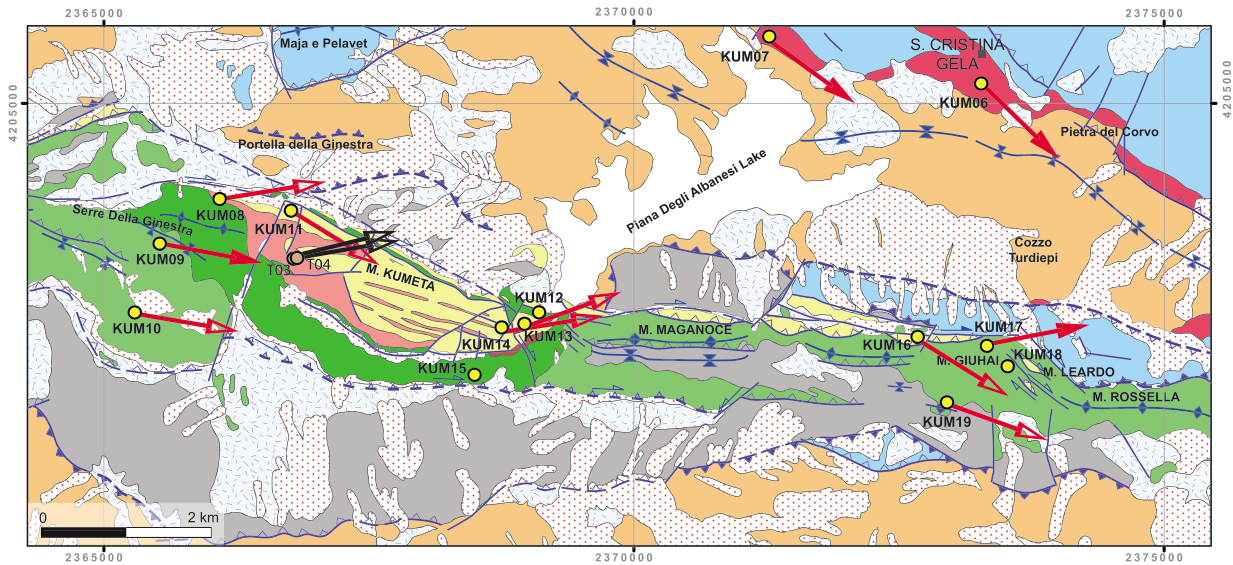 2365000
2370000
2375000
Maja e Pelavet
KUM07
S. CRISTINA
GELA
KUM06
4205000
4205000
Pietra del Corvo
Portella della Ginestra
Piana Degli Albanesi Lake
Serre Della Ginestra
KUM08
KUM11
KUM09
T03
T04
M. KUMETA
Cozzo
Turdiepi
KUM10
KUM12
KUM13
KUM14
M. MAGANOCE
KUM16
KUM17
M. GIUHAI
KUM18
KUM15
M. LEARDO
M. ROSSELLA
KUM19
0
2 km
2365000
2370000
2375000